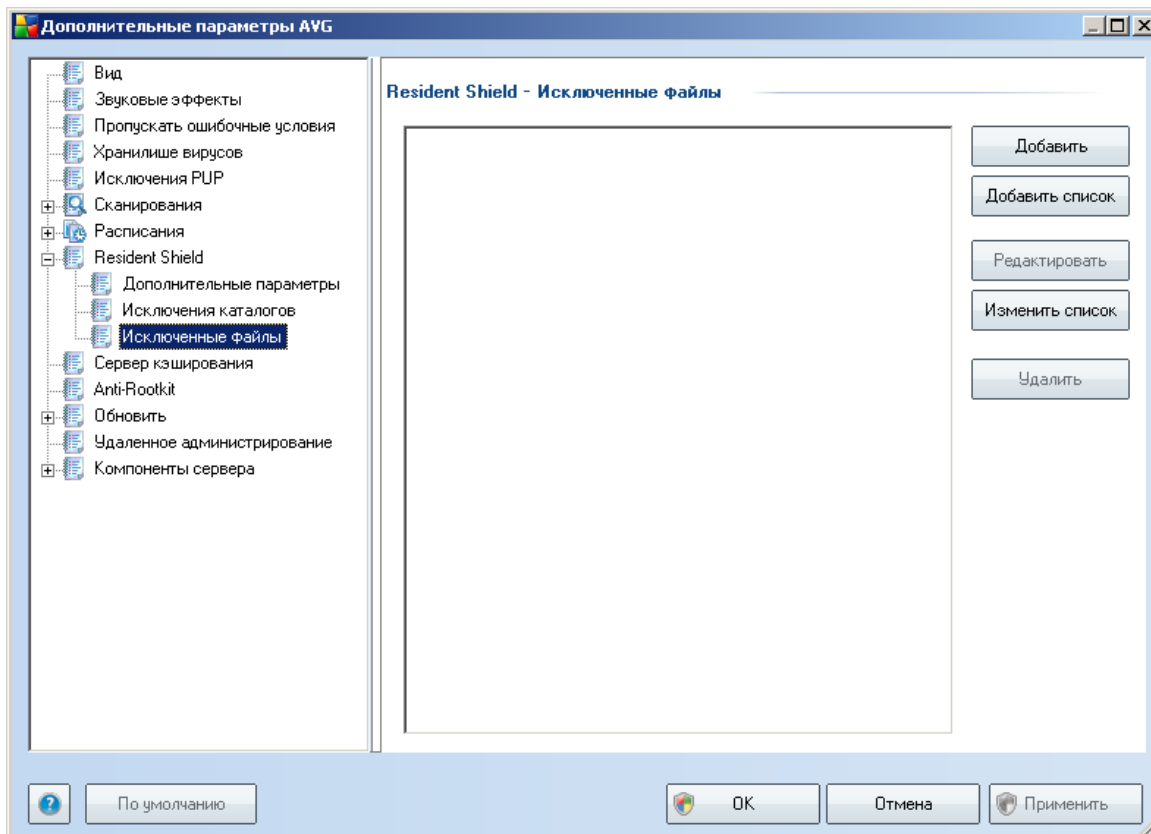 Дополнительные параметры AVG
Вид
Звуковые эффекты
Пропускать ошибочные условия
Хранилише вирусов
Исключения PUP
Сканирования
Расписания
Resident Shield
Дополнительные параметры
Исключения каталогов
Исключенные файлы
Сервер кэширования
Anti-Rootkit
Обновить
Удаленное администрирование
Компоненты сервера
Resident Shield - Исключенные файлы
Добавить
Добавить список
Редактировать
Изменить список
Удалить
По умолчанию
OK
Отмена
Применить